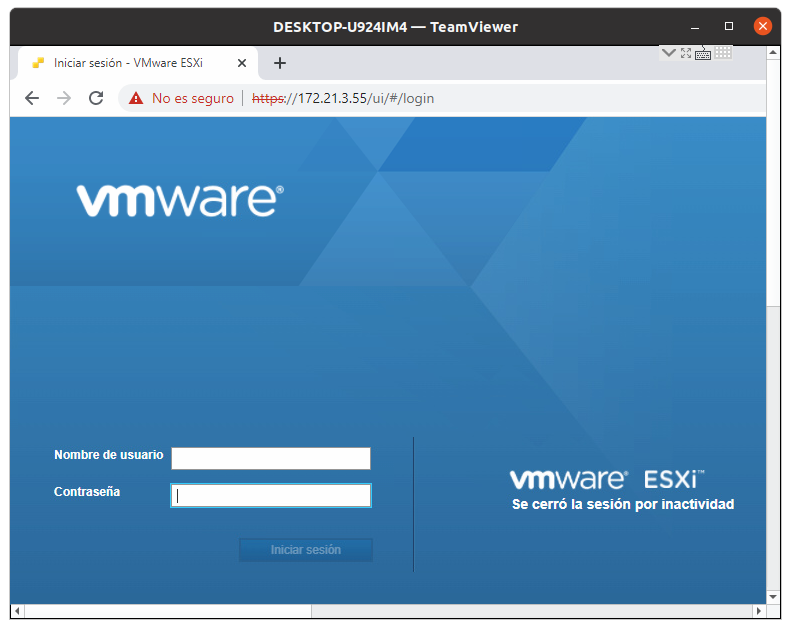 DESKTOP-U924IM4 — TeamViewer
Iniciar sesión - VMware ESXi
No es seguro
https://172.21.3.55/ui/#/login
vmware®
Nombre de usuario
Contraseña
Iniciar sesión
vmware® ESXi™
Se cerró la sesión por inactividad